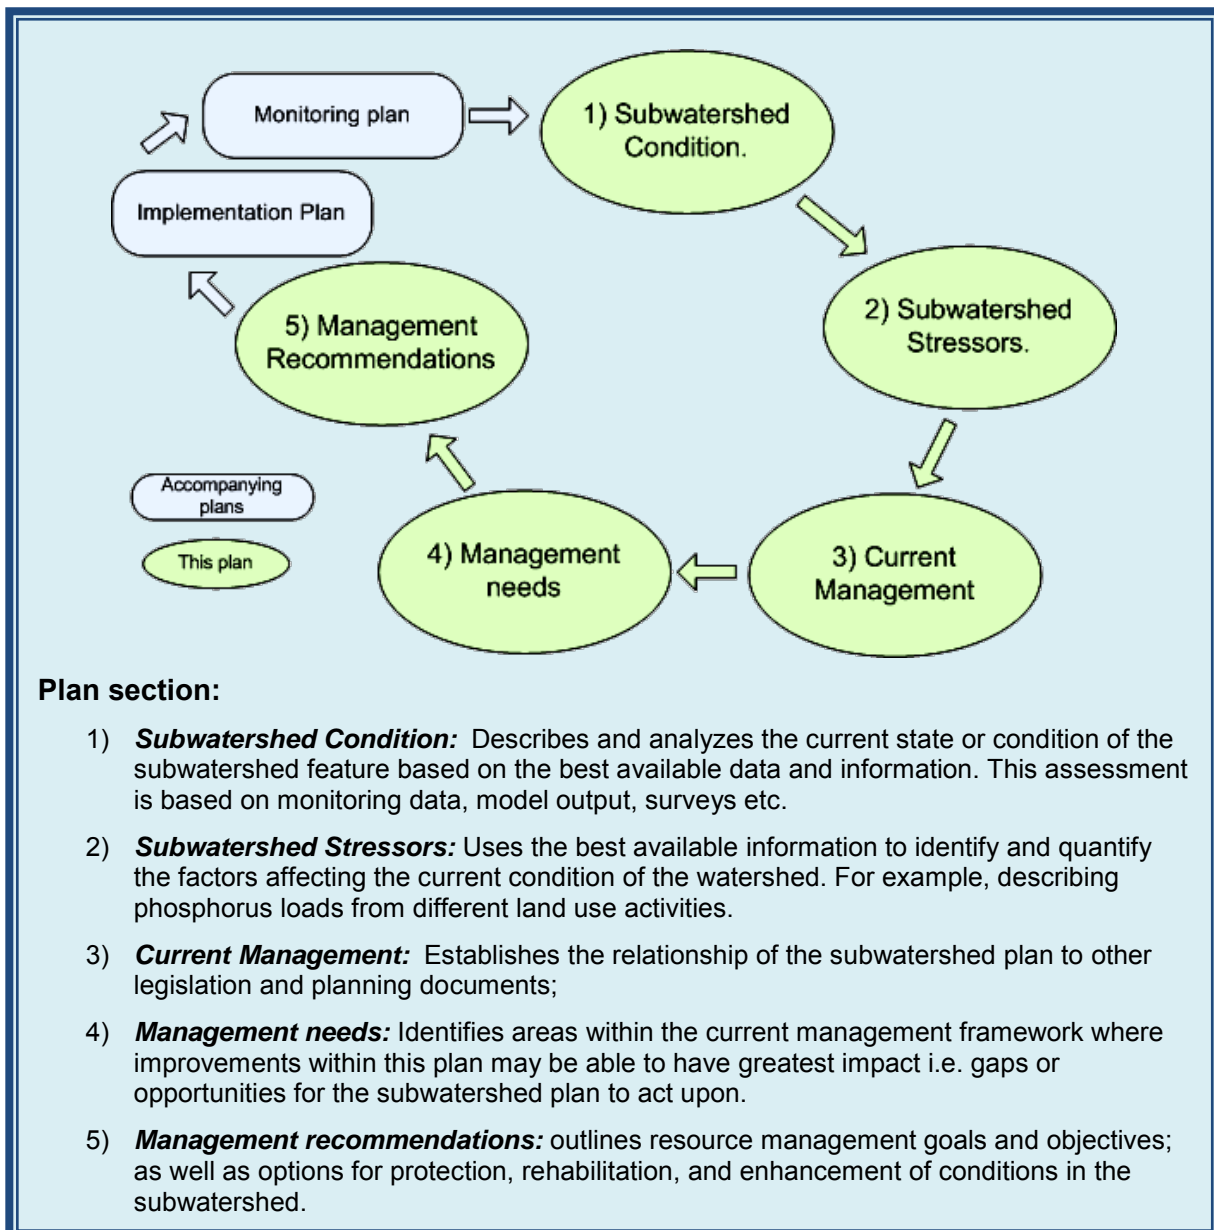 Monitoring plan
1) Subwatershed
Condition.
Implementation Plan
2) Subwatershed
Stressors.
5) Management
Recommendations
Accompanying
plans
This plan
4) Management
needs
3) Current
Management
Plan section:
1) Subwatershed Condition: Describes and analyzes the current state or condition of the
subwatershed feature based on the best available data and information. This assessment
is based on monitoring data, model output, surveys etc.
2) Subwatershed Stressors: Uses the best available information to identify and quantify
the factors affecting the current condition of the watershed. For example, describing
phosphorus loads from different land use activities.
3) Current Management: Establishes the relationship of the subwatershed plan to other
legislation and planning documents;
4) Management needs: Identifies areas within the current management framework where
improvements within this plan may be able to have greatest impact i.e. gaps or
opportunities for the subwatershed plan to act upon.
5) Management recommendations: outlines resource management goals and objectives;
as well as options for protection, rehabilitation, and enhancement of conditions in the
subwatershed.